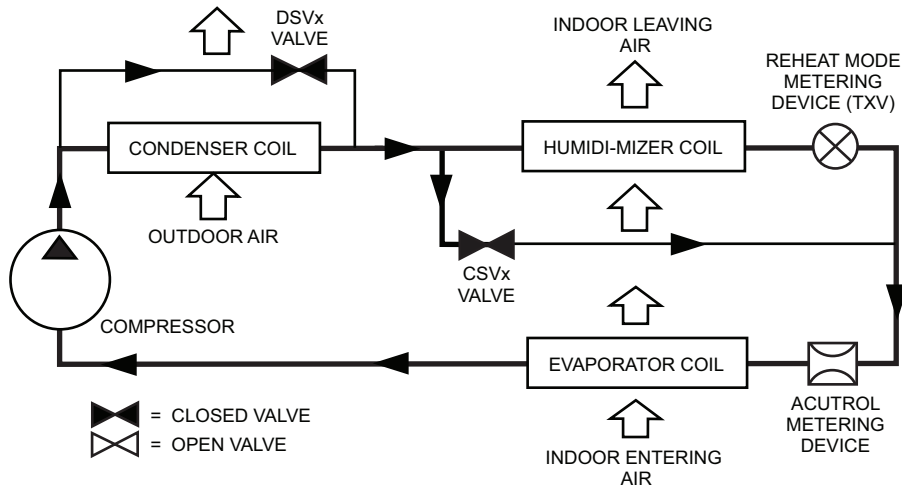 DSVx
VALVE
INDOOR LEAVING
AIR
REHEAT MODE
METERING
DEVICE (TXV)
CONDENSER COIL
HUMIDI-MIZER COIL
OUTDOOR AIR
CSVx
VALVE
COMPRESSOR
EVAPORATOR COIL
ACUTROL
METERING
DEVICE
= CLOSED VALVE
= OPEN VALVE
INDOOR ENTERING
AIR